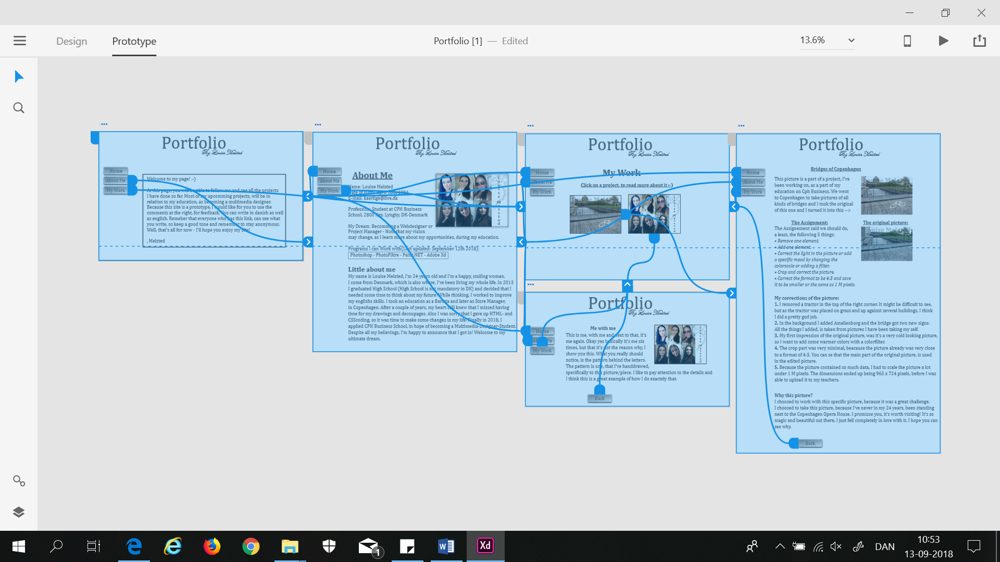 Design
Prototype
Portfolio [1] — Edited
13.6%
Portfolio
By, Louise Melsted
Home
About Me
My Work
Welcome to my page! :-)
At this page, you will be able to follow me and see all the projects
I have done so far. Most of my upcomming projects, will be in
relation to my education, as becoming a multimedia designer.
Because this site is a prototype, I would like for you to use the
comments at the right, for feedback. You can write in danish as well
as english. Remeber that everyone who has this link, can see what
you write, so keep a good tone and remember to stay anonymous.
Well, that's all for now - I'll hope you enjoy my site!
, Melsted
Portfolio
By, Louise Melsted
Home
About Me
My Work
About Me
Name: Louise Melsted
Date of birth: April 16th 1994
E-mail: kaerlige@live.dk
Profession: Student at CPH Business
School, 2800 Kgs. Lyngby, DK-Denmark
My Dream: Becomming a Webdesigner or
Project Manager - Note that my vision
may change, as I learn more about my opportunities, during my education.
Programs I can Work with(Last updated: September 12th 2018):
Photoshop - PhotoFiltre - Paint.NET - Adobe Xd
Louise Melsted
Little about me
My name is Louise Melsted, I'm 24 years old and I'm a happy, smiling woman.
I come from Denmark, which is also where, I've been living my whole life. In 2013
I graduated High School (High School is not mandatory in DK) and decided that I
needed some time to think about my future. While thinking, I worked to improve
my englishs skills. I took an education as a Barista and later as Store Manager,
in Copenhagen. After a couple of years, my heart still knew that I missed having
time for my drawings and decoupages. Also I was sorry that I gave up HTML- and
CSScoding, so it was time to make some changes in my life. Finally in 2018, I
applied CPH Business School, in hope of becoming a Multimedia-Designer-Student.
Despite all my believings, I'm happy to announce that I got in! Welcome to my
ultimate dream.
Portfolio
By, Louise Melsted
Home
About Me
My Work
My Work
Click on a project, to read more about it :-)
Louise Melsted
Portfolio
By, Louise Melsted
Home
My Work
Me with me
This is me, with me and next to that, it's
me again. Okay yes basically it's me six
times, but that it's not the reason why, I
show you this. What you really should
notice, is the pattern behind the letters.
The pattern is one, that I've handdrawed,
specifically to this picture/piece. I like to pay attention to the details and
I think this is a great example of how I do exactely that.
Louise Melsted
Back
Portfolio
By, Louise Melsted
Home
About Me
My Work
Bridges of Copenhagen
This picture is a part of a project, I've
been working on, as a part of my
education on Cph Business. We went
to Copenhagen to take pictures of all
kinds of bridges and I took the original
of this one and I turned it into this -->
The Assignment:
The Assignement said we should do,
a least, the following 5 things:
• Remove one element.
• Add one element.
• Correct the light in the picture or add
a specific mood by changing the
colorscale or adding a filter.
• Crop and correct the picture.
• Correct the format to be 4:3 and save
it to be smaller or the same as 1 M pixels.
The original picture:
My corrections of the picture:
1. I removed a tractor in the top of the right corner. It might be difficult to see,
but as the tractor was placed on grass and up against several buildings, I think
I did a pretty god job.
2. In the background I added Amalienborg and the bridge got two new signs.
All the things I added, is taken from pictures I have been taking my self.
3. My first impression of the original picture, was it's a very cold looking picture,
so I want to add some warmer colors with a colorfilter.
4. The crop part was very minimal, beacause the picture already was very close
to a format of 4:3. You can se that the main part of the original picture, is used
in the edited picture.
5. Because the picture contained so much data, I had to scale the picture a lot
under 1 M pixels. The dimensions ended up being 965 x 724 pixels, before I was
able to upload it to my teachers.
Why this picture?
I choosed to work with this specific picture, because it was a great challenge.
I choosed to take this picture, because I've never in my 24 years, been standing
next to the Copenhagen Opera House. I promisse you, it's worth visiting! It's so
magic and beautiful out there, I just fell completely in love with it. I hope you can
see why.
Back
1
Xd
DAN
10:53
13-09-2018